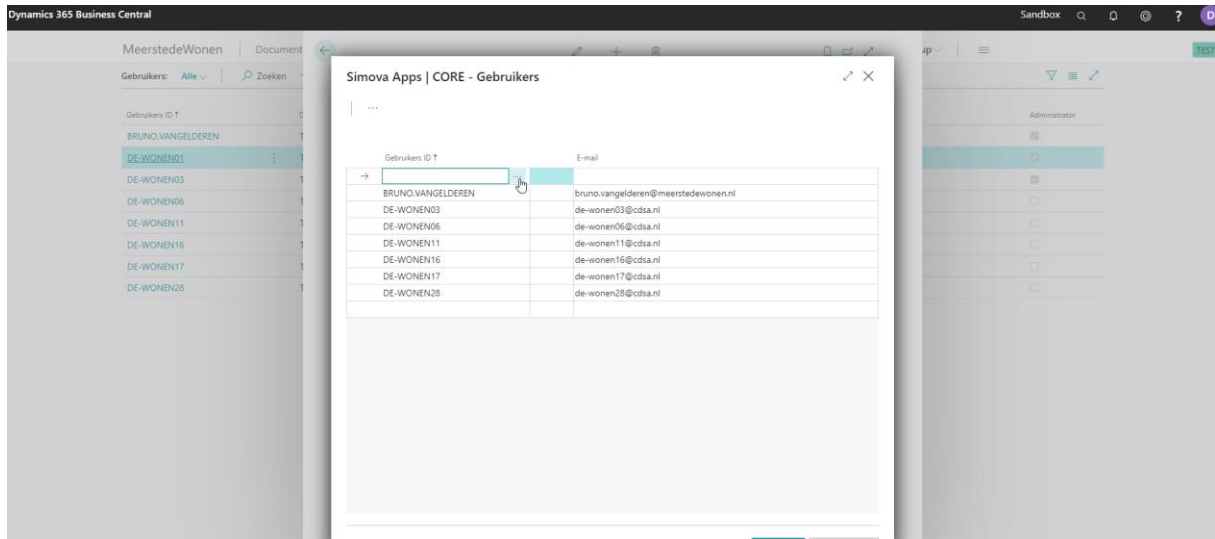 Dynamics 365 Business Central Sandbox ?
MeerstedeWonen Document
Gebruikers: Alle Zoeken
Gebruikers ID ↑ Administrator
BRUNO.VANGELDEREN
DE-WONEN01
DE-WONEN03
DE-WONEN06
DE-WONEN11
DE-WONEN16
DE-WONEN17
DE-WONEN28
TEST
Simova Apps | CORE - Gebruikers
...
Gebruikers ID ↑ E-mail
BRUNO.VANGELDEREN bruno.vangelderen@meerstedewonen.nl
DE-WONEN03 de-wonen03@cdsa.nl
DE-WONEN06 de-wonen06@cdsa.nl
DE-WONEN11 de-wonen11@cdsa.nl
DE-WONEN16 de-wonen16@cdsa.nl
DE-WONEN17 de-wonen17@cdsa.nl
DE-WONEN28 de-wonen28@cdsa.nl